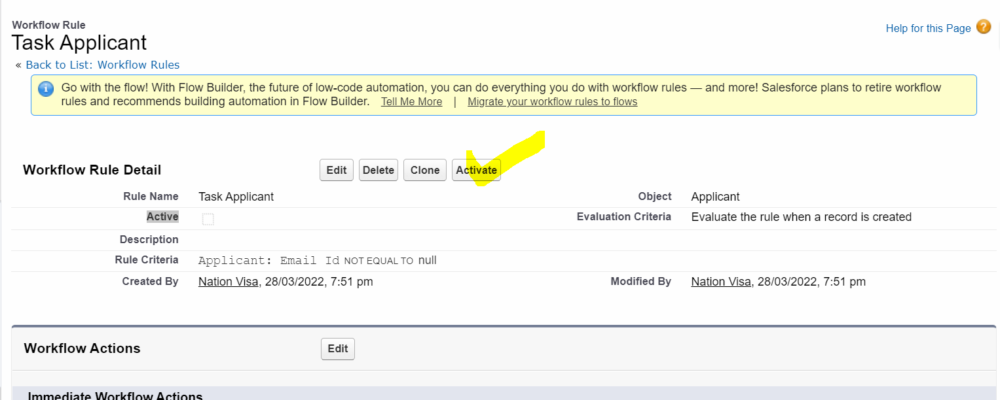 Workflow Rule
Task Applicant
Help for this Page ?
« Back to List: Workflow Rules
i Go with the flow! With Flow Builder, the future of low-code automation, you can do everything you do with workflow rules — and more! Salesforce plans to retire workflow
rules and recommends building automation in Flow Builder. Tell Me More | Migrate your workflow rules to flows
Workflow Rule Detail Edit Delete Clone Activate
Rule Name Task Applicant Object Applicant
Active Evaluation Criteria Evaluate the rule when a record is created
Description
Rule Criteria Applicant: Email Id NOT EQUAL TO null
Created By Nation Visa, 28/03/2022, 7:51 pm Modified By Nation Visa, 28/03/2022, 7:51 pm
Workflow Actions Edit
Immediate Workflow Actions